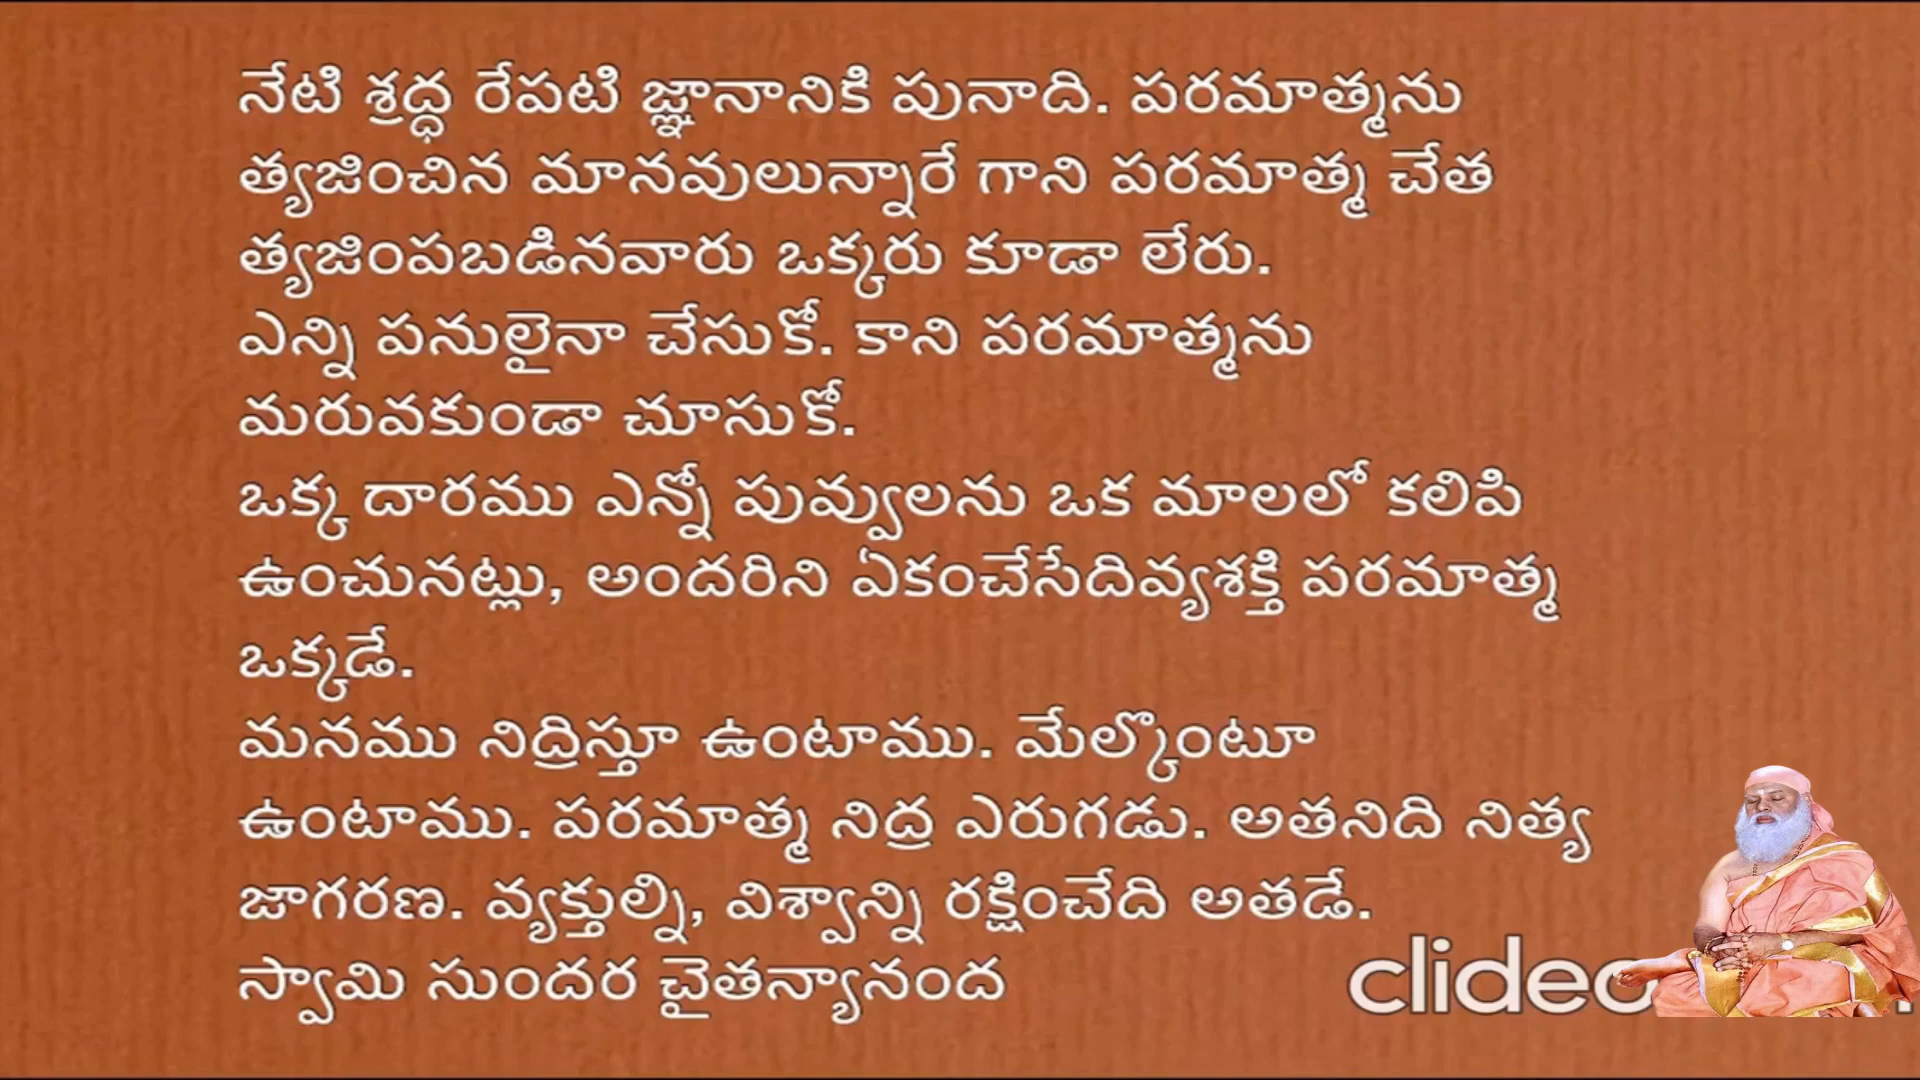 నేటి శ్రద్ధ రేపటి జ్ఞానానికి పునాది. పరమాత్మను
త్యజించిన మానవులున్నారే గాని పరమాత్మ చేత
త్యజింపబడినవారు ఒక్కరు కూడా లేరు.
ఎన్ని పనులైనా చేసుకో. కాని పరమాత్మను
మరువకుండా చూసుకో.
ఒక్క దారము ఎన్నో పువ్వులను ఒక మాలలో కలిపి
ఉంచునట్లు, అందరిని ఏకంచేసేదివ్యశక్తి పరమాత్మ
ఒక్కడే.
మనము నిద్రిస్తూ ఉంటాము. మేల్కొంటూ
ఉంటాము. పరమాత్మ నిద్ర ఎరుగడు. అతనిది నిత్య
జాగరణ. వ్యక్తుల్ని, విశ్వాన్ని రక్షించేది అతడే.
స్వామి సుందర చైతన్యానంద
clideo